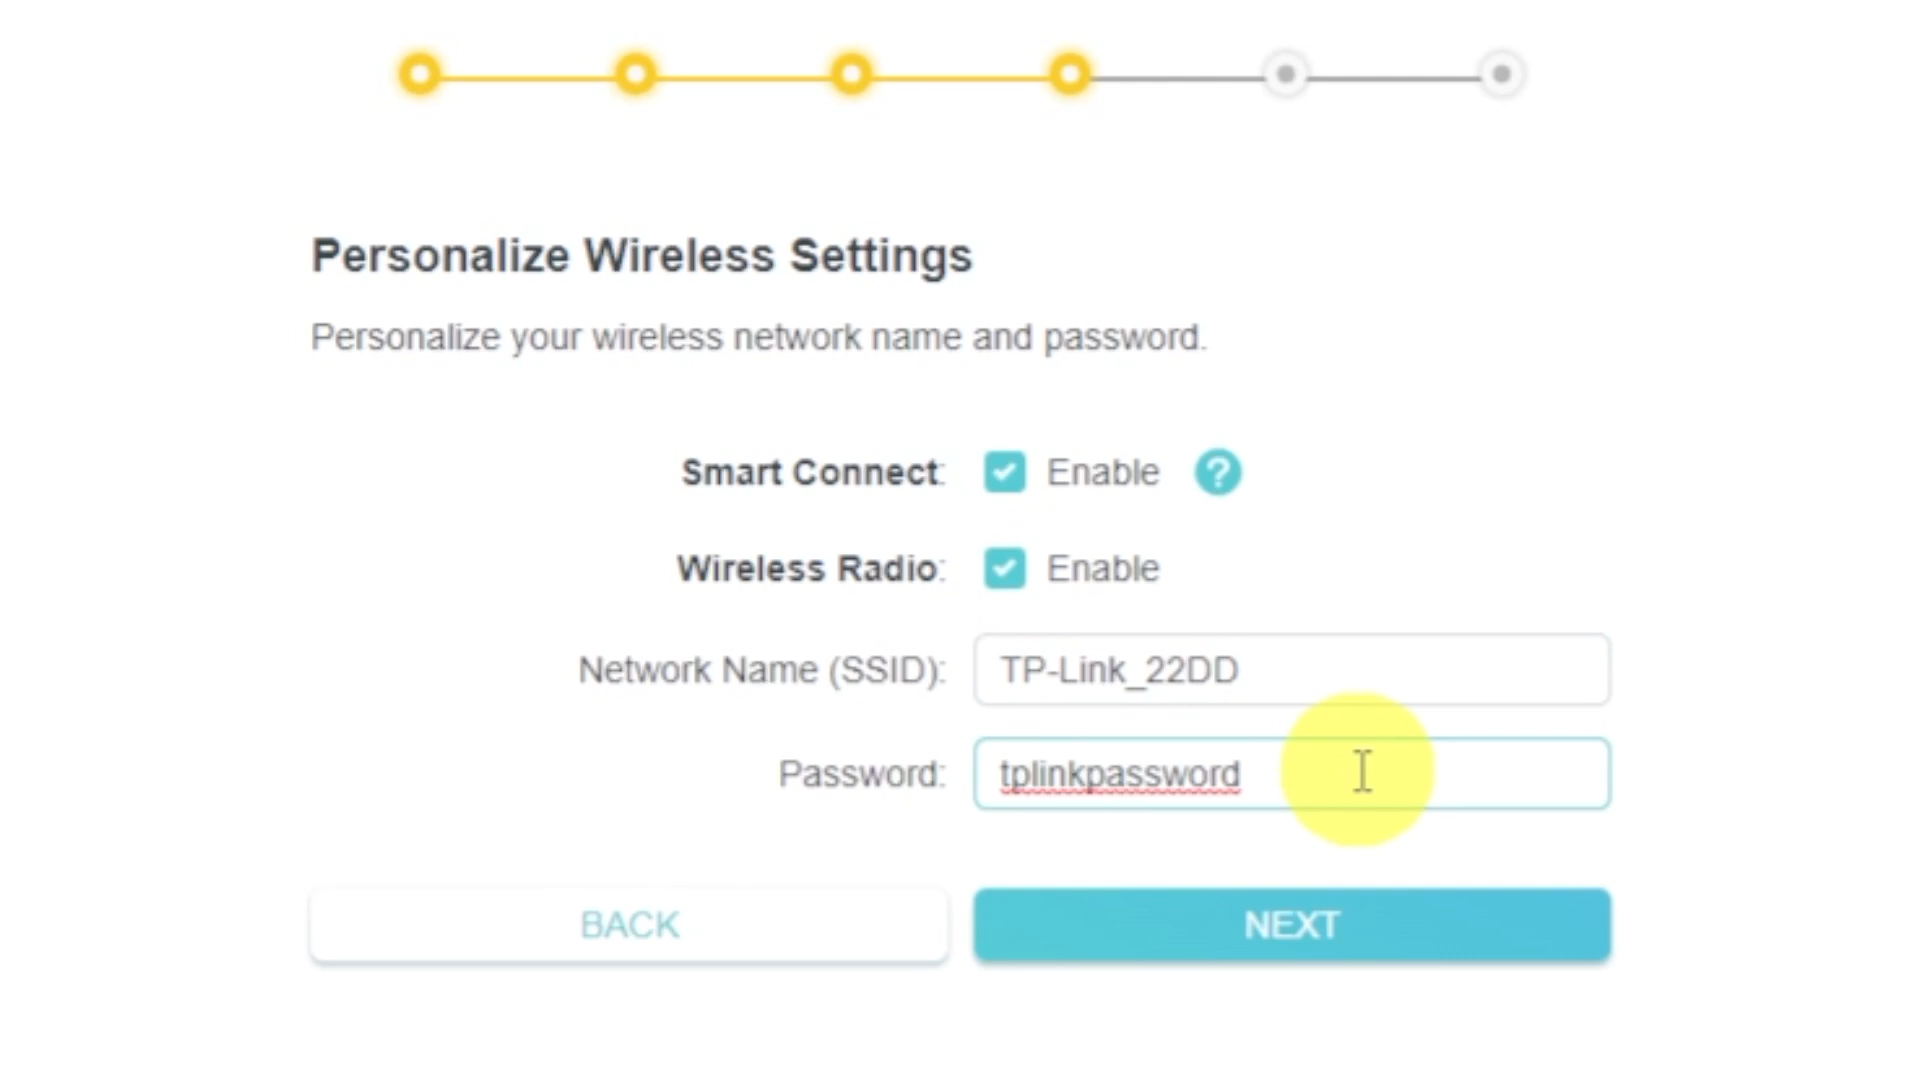 Personalize Wireless Settings
Personalize your wireless network name and password.
Smart Connect: Enable ?
Wireless Radio: Enable
Network Name (SSID): TP-Link_22DD
Password: tplinkpassword
BACK NEXT